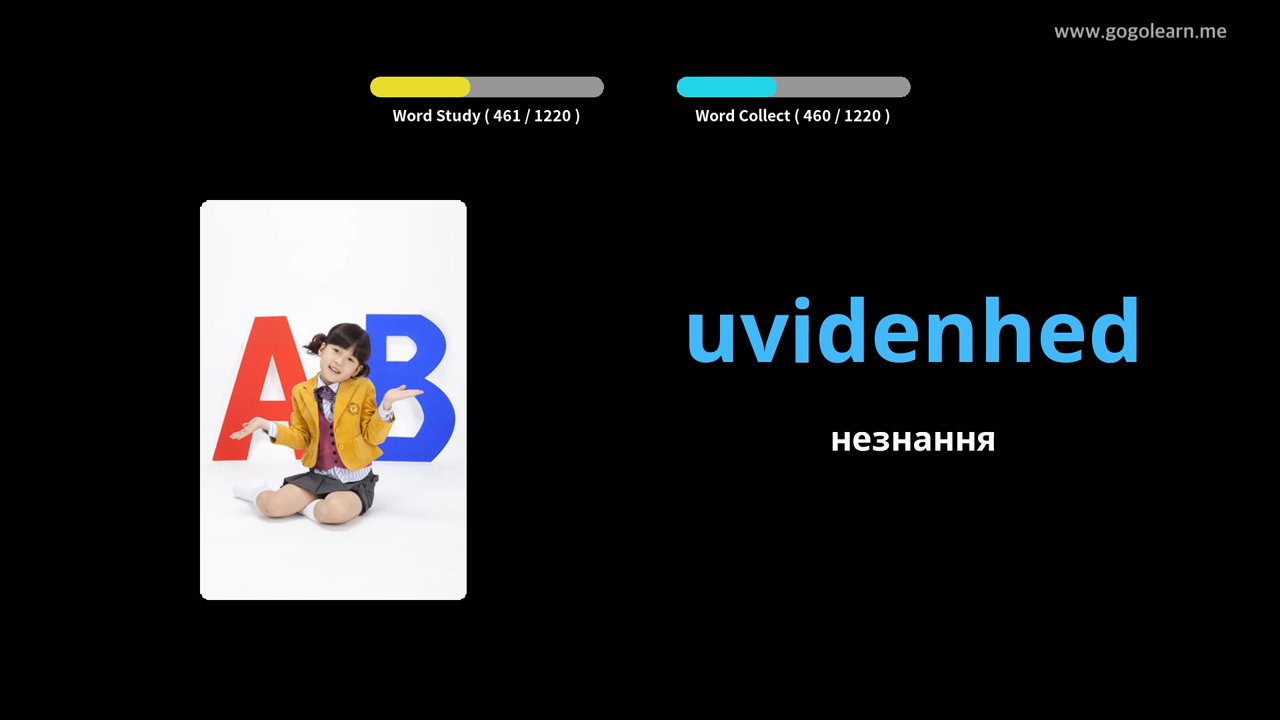 www.gogolearn.me
Word Study ( 461 / 1220 )
Word Collect ( 460 / 1220 )
A B
uvidenhed
незнання